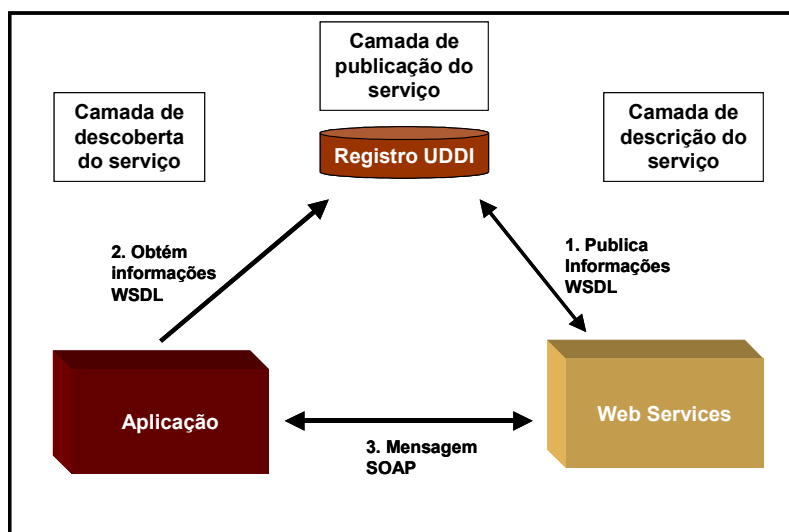 Camada de
publicação do
serviço
Camada de
descoberta
do serviço
Camada de
descrição do
serviço
Registro UDDI
2. Obtém
informações
WSDL
1. Publica
Informações
WSDL
Aplicação
Web Services
3. Mensagem
SOAP